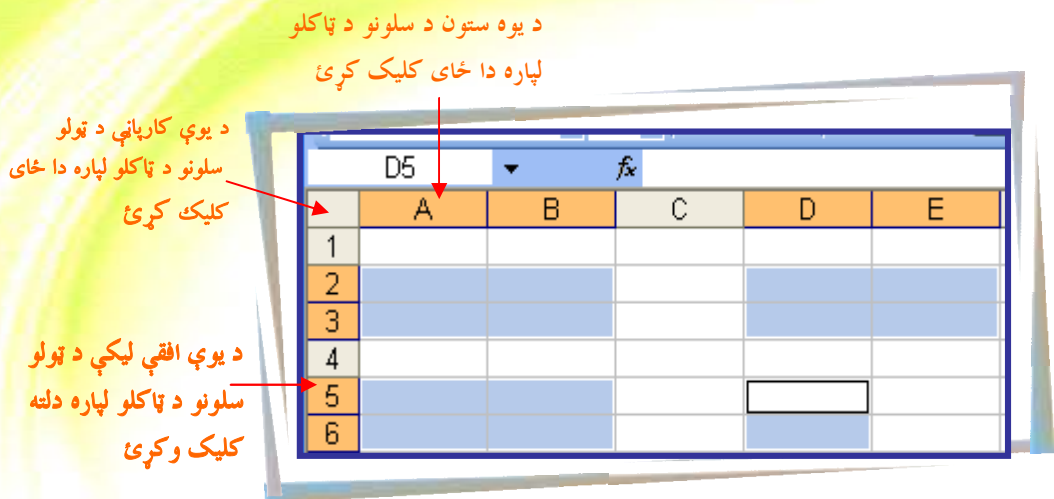 د یوه ستون د سلونو د ټاکلو
لپاره دا ځای کلیک کړئ
د یوې کارپاڼې د ټولو
سلونو د ټاکلو لپاره دا ځای
کلیك کړئ
D5 fx
A B C D E
1
2
3
4
5
6
د یوې افقي لیکې د ټولو
سلونو د ټاکلو لپاره دلته
کلیک وکړئ